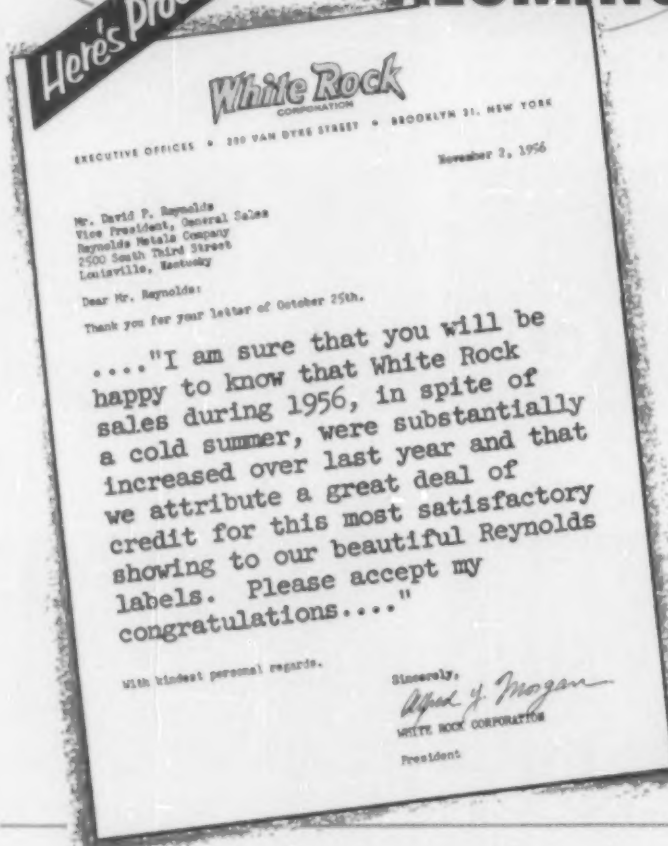 Here's
White Rock
CORPORATION
EXECUTIVE OFFICES • 200 VAN DYKE STREET • BROOKLYN 31, NEW YORK
November 2, 1956
Mr. David P. Reynolds
Vice President, General Sales
Reynolds Metals Company
2500 South Third Street
Louisville, Kentucky
Dear Mr. Reynolds:
Thank you for your letter of October 25th.
...."I am sure that you will be
happy to know that White Rock
sales during 1956, in spite of
a cold summer, were substantially
increased over last year and that
we attribute a great deal of
credit for this most satisfactory
showing to our beautiful Reynolds
labels. Please accept my
congratulations...."
With kindest personal regards.
Sincerely,
Alfred Y. Morgan
WHITE ROCK CORPORATION
President